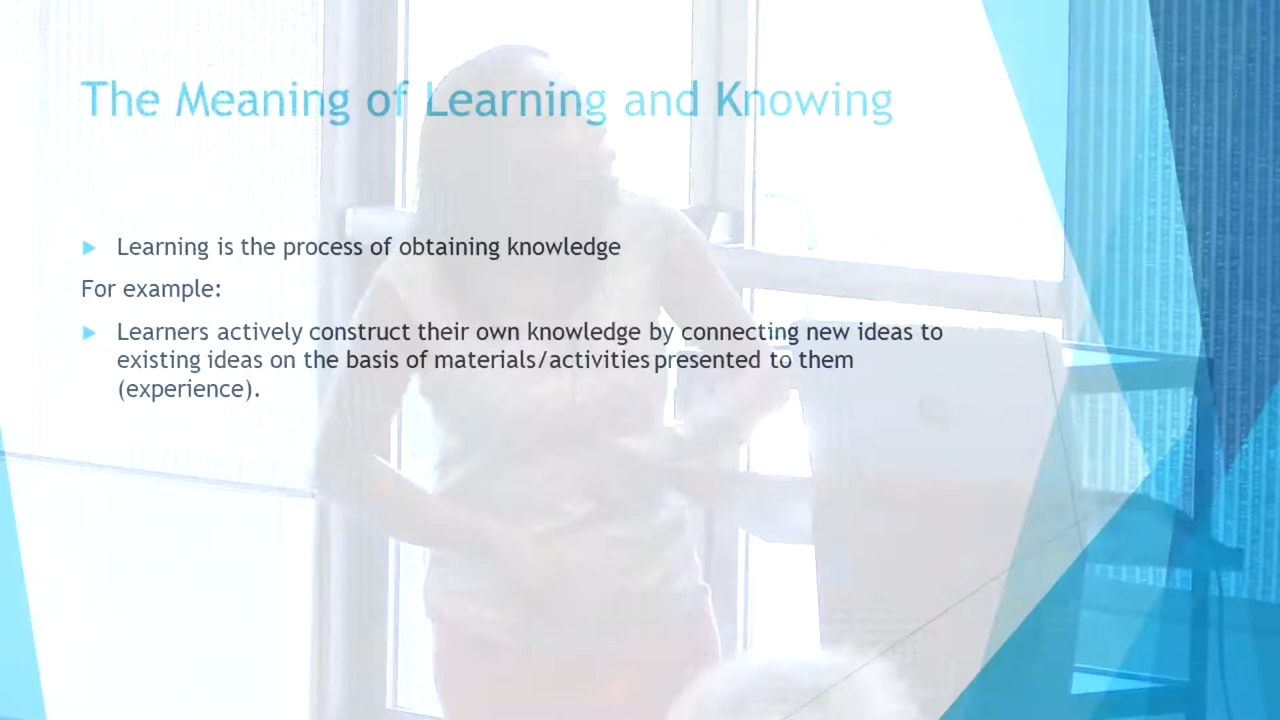 The Meaning of Learning and Knowing
Learning is the process of obtaining knowledge
For example:
Learners actively construct their own knowledge by connecting new ideas to
existing ideas on the basis of materials/activities presented to them
(experience).